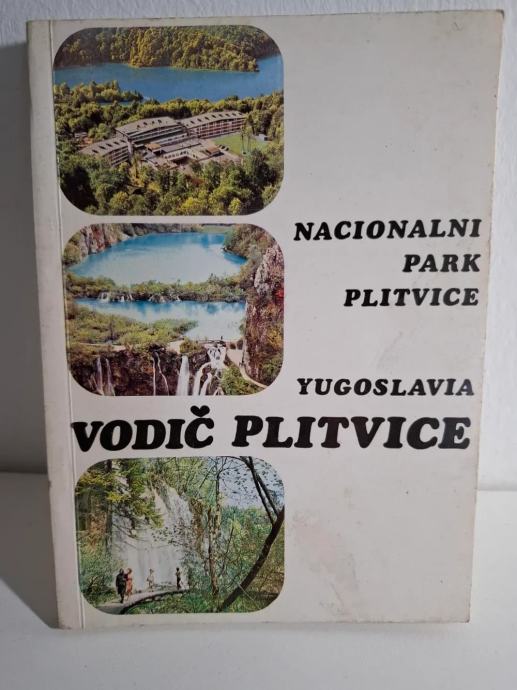 NACIONALNI
PARK
PLITVICE
YUGOSLAVIA
VODIČ PLITVICE